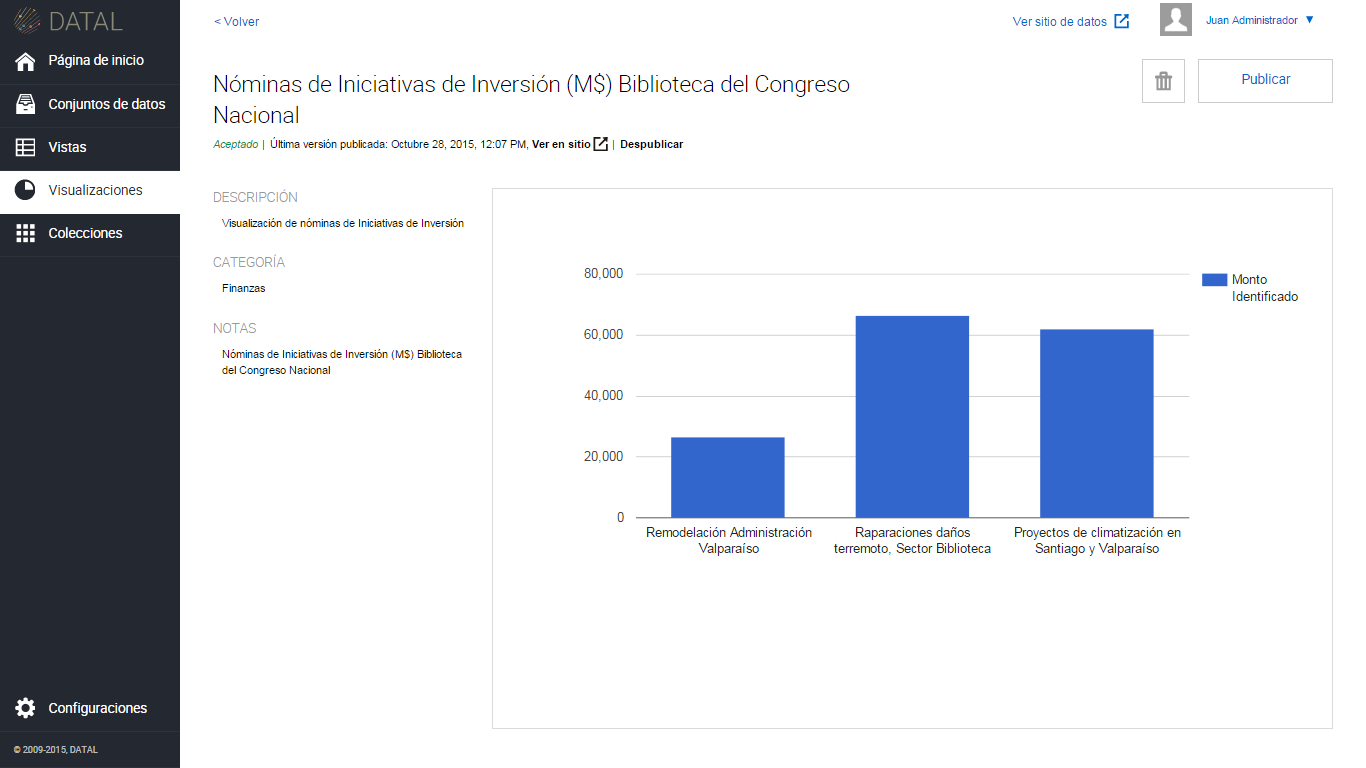 DATAL
Página de inicio
Conjuntos de datos
Vistas
Visualizaciones
Colecciones
Configuraciones
© 2009-2015, DATAL
< Volver
Ver sitio de datos
Juan Administrador ▼
Nóminas de Iniciativas de Inversión (M$) Biblioteca del Congreso
Nacional
Publicar
Aceptado | Última versión publicada: Octubre 28, 2015, 12:07 PM, Ver en sitio | Despublicar
DESCRIPCIÓN
Visualización de nóminas de Iniciativas de Inversión
CATEGORÍA
Finanzas
NOTAS
Nóminas de Iniciativas de Inversión (M$) Biblioteca
del Congreso Nacional
80,000
60,000
40,000
20,000
0
Remodelación Administración
Valparaíso
Raparaciones daños
terremoto, Sector Biblioteca
Proyectos de climatización en
Santiago y Valparaíso
Monto
Identificado